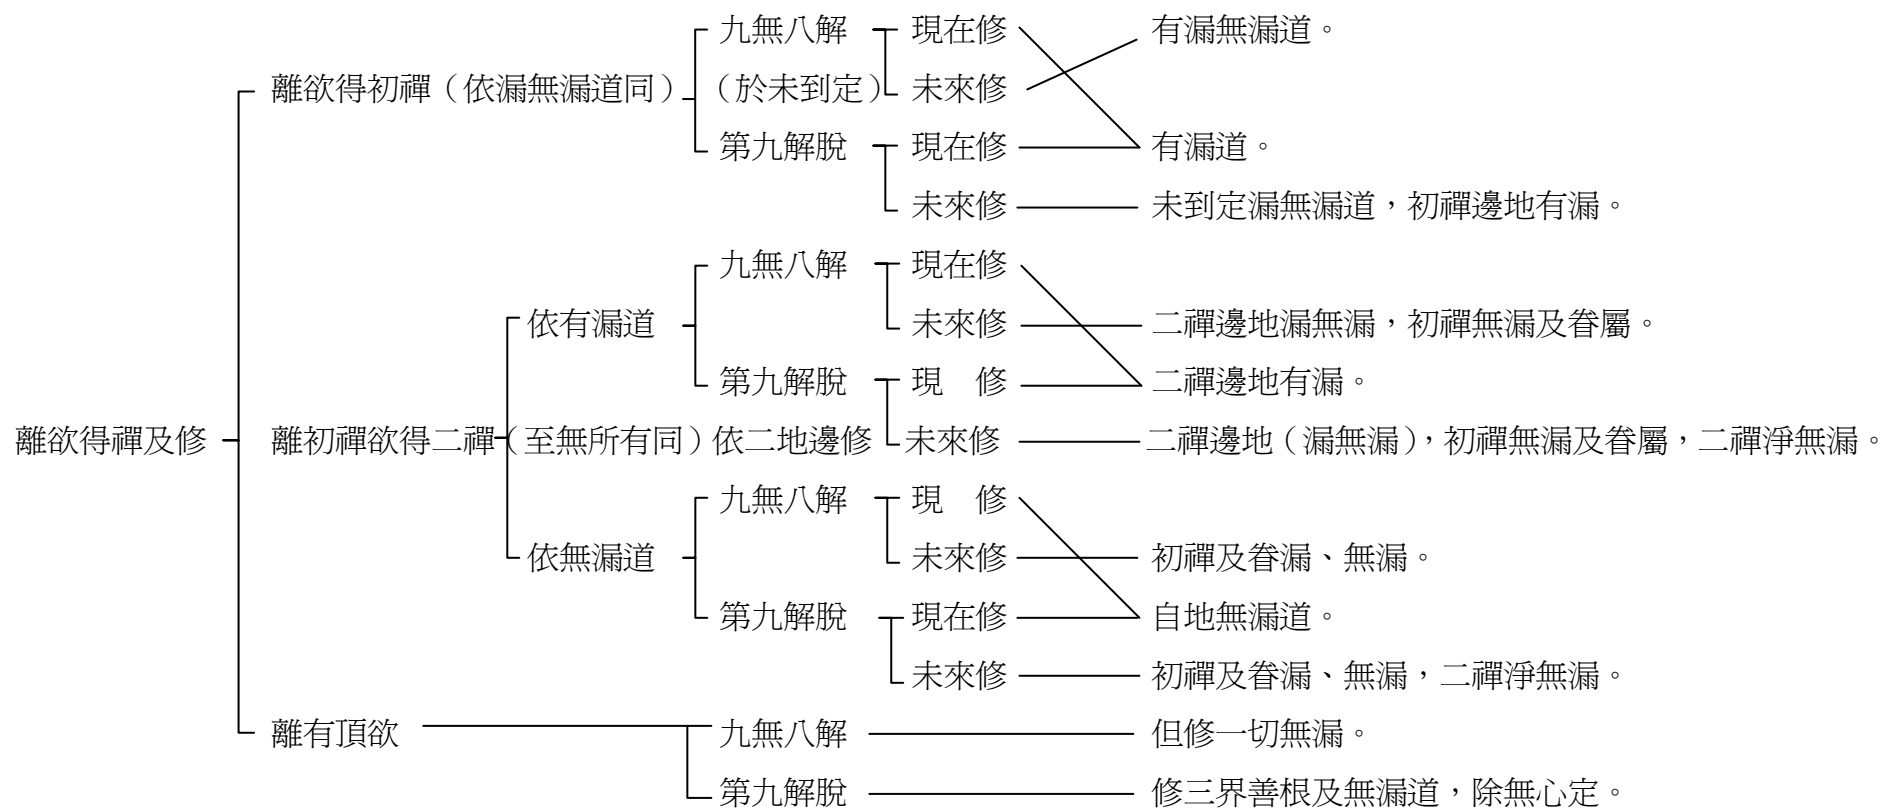 九無八解 現在修 有漏無漏道。
離欲得初禪（依漏無漏道同） （於未到定） 未來修
第九解脫 現在修 有漏道。
未來修 未到定漏無漏道，初禪邊地有漏。
九無八解 現在修
依有漏道 未來修 二禪邊地漏無漏，初禪無漏及眷屬。
第九解脫 現　修 二禪邊地有漏。
離欲得禪及修 離初禪欲得二禪（至無所有同）依二地邊修 未來修 二禪邊地（漏無漏），初禪無漏及眷屬，二禪淨無漏。
九無八解 現　修
依無漏道 未來修 初禪及眷漏、無漏。
第九解脫 現在修 自地無漏道。
未來修 初禪及眷漏、無漏，二禪淨無漏。
離有頂欲 九無八解 但修一切無漏。
第九解脫 修三界善根及無漏道，除無心定。